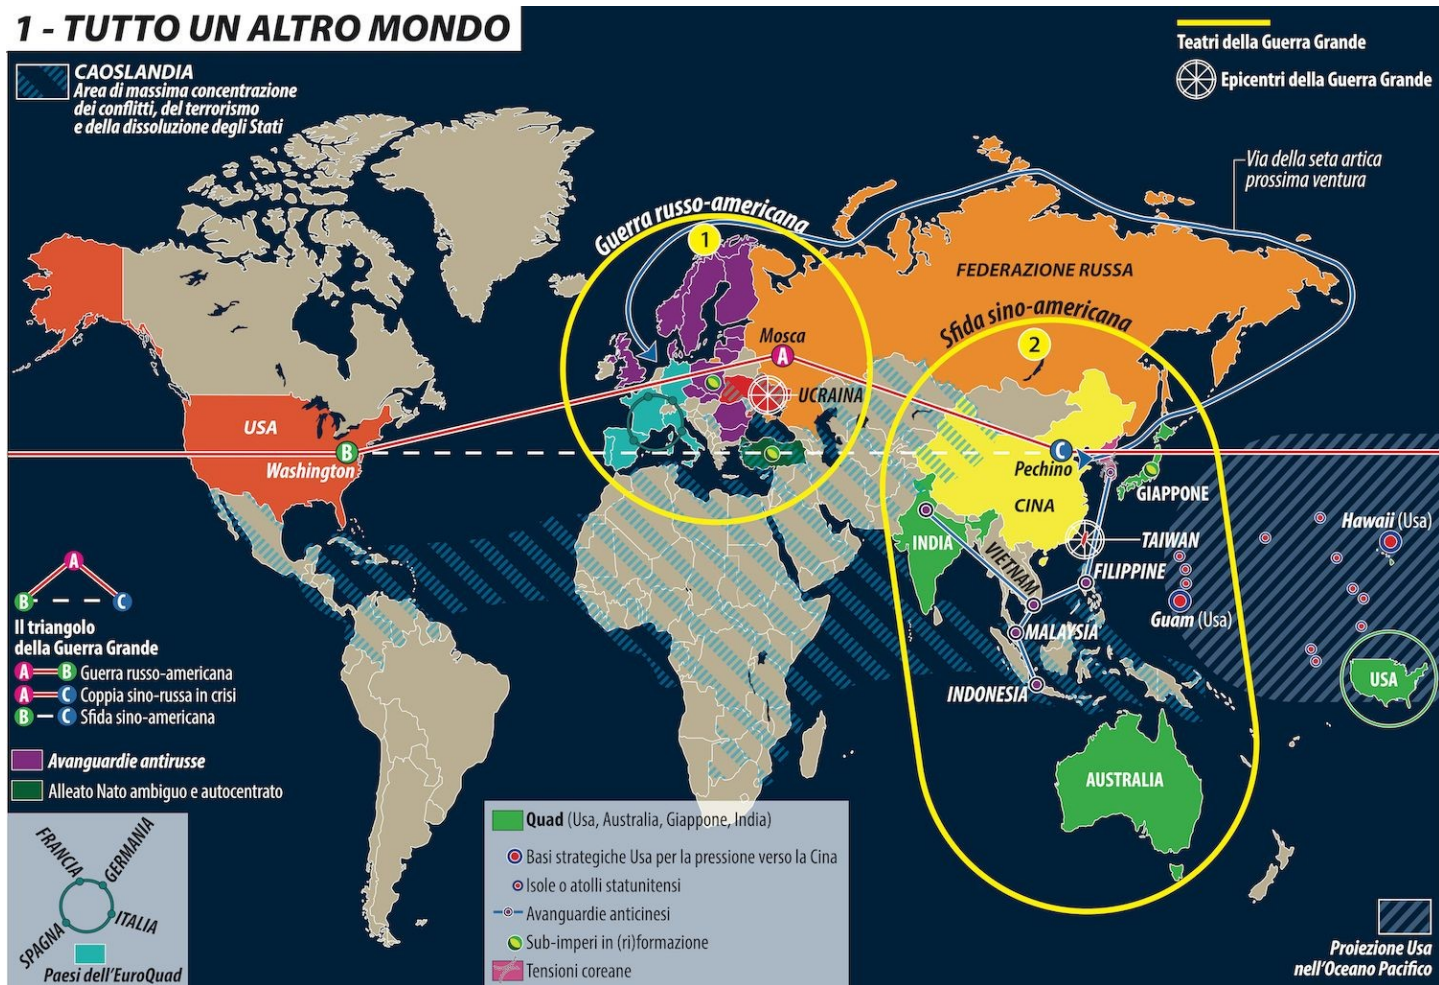 1 - TUTTO UN ALTRO MONDO
CAOSLANDIA
Area di massima concentrazione
dei conflitti, del terrorismo
e della dissoluzione degli Stati
Teatri della Guerra Grande
Epicentri della Guerra Grande
Via della seta artica
prossima ventura
Guerra russo-americana
1
FEDERAZIONE RUSSA
Sfida sino-americana
2
Mosca
A
UCRAINA
USA
B
Washington
C
Pechino
CINA
GIAPPONE
INDIA
VIETNAM
TAIWAN
FILIPPINE
MALAYSIA
INDONESIA
AUSTRALIA
Hawaii (Usa)
Guam (Usa)
USA
A
B
C
Il triangolo
della Guerra Grande
A B Guerra russo-americana
A C Coppia sino-russa in crisi
B C Sfida sino-americana
Avanguardie antirusse
Alleato Nato ambiguo e autocentrato
FRANCIA
GERMANIA
SPAGNA
ITALIA
Paesi dell'EuroQuad
Quad (Usa, Australia, Giappone, India)
Basi strategiche Usa per la pressione verso la Cina
Isole o atolli statunitensi
Avanguardie anticinesi
Sub-imperi in (ri)formazione
Tensioni coreane
Proiezione Usa
nell'Oceano Pacifico